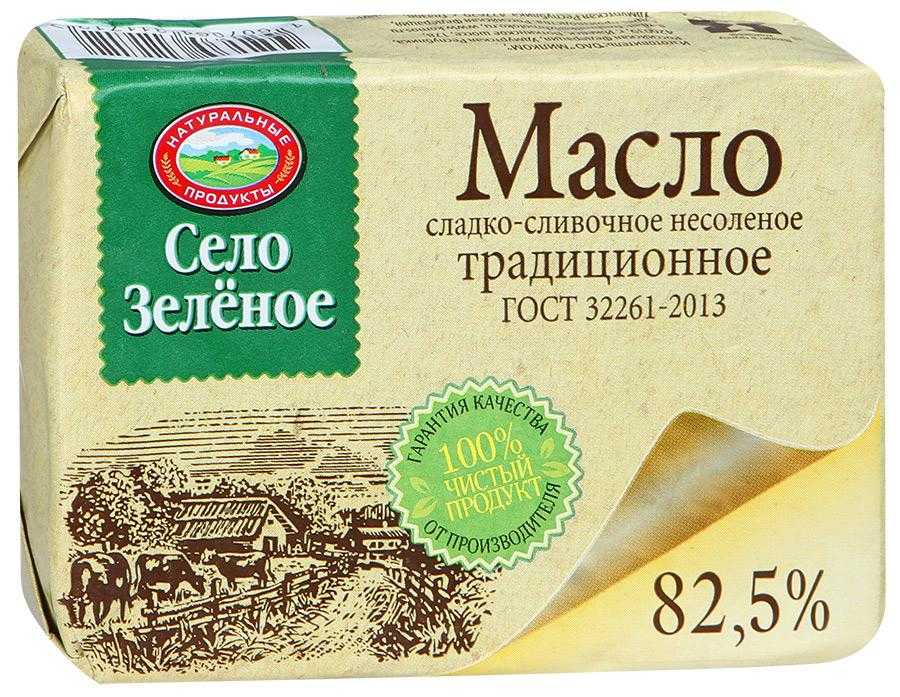 НАТУРАЛЬНЫЕ
ПРОДУКТЫ
Село
Зелёное
Масло
сладко-сливочное несоленое
традиционное
ГОСТ 32261-2013
ГАРАНТИЯ КАЧЕСТВА
100%
ЧИСТЫЙ
ПРОДУКТ
ОТ ПРОИЗВОДИТЕЛЯ
82,5%